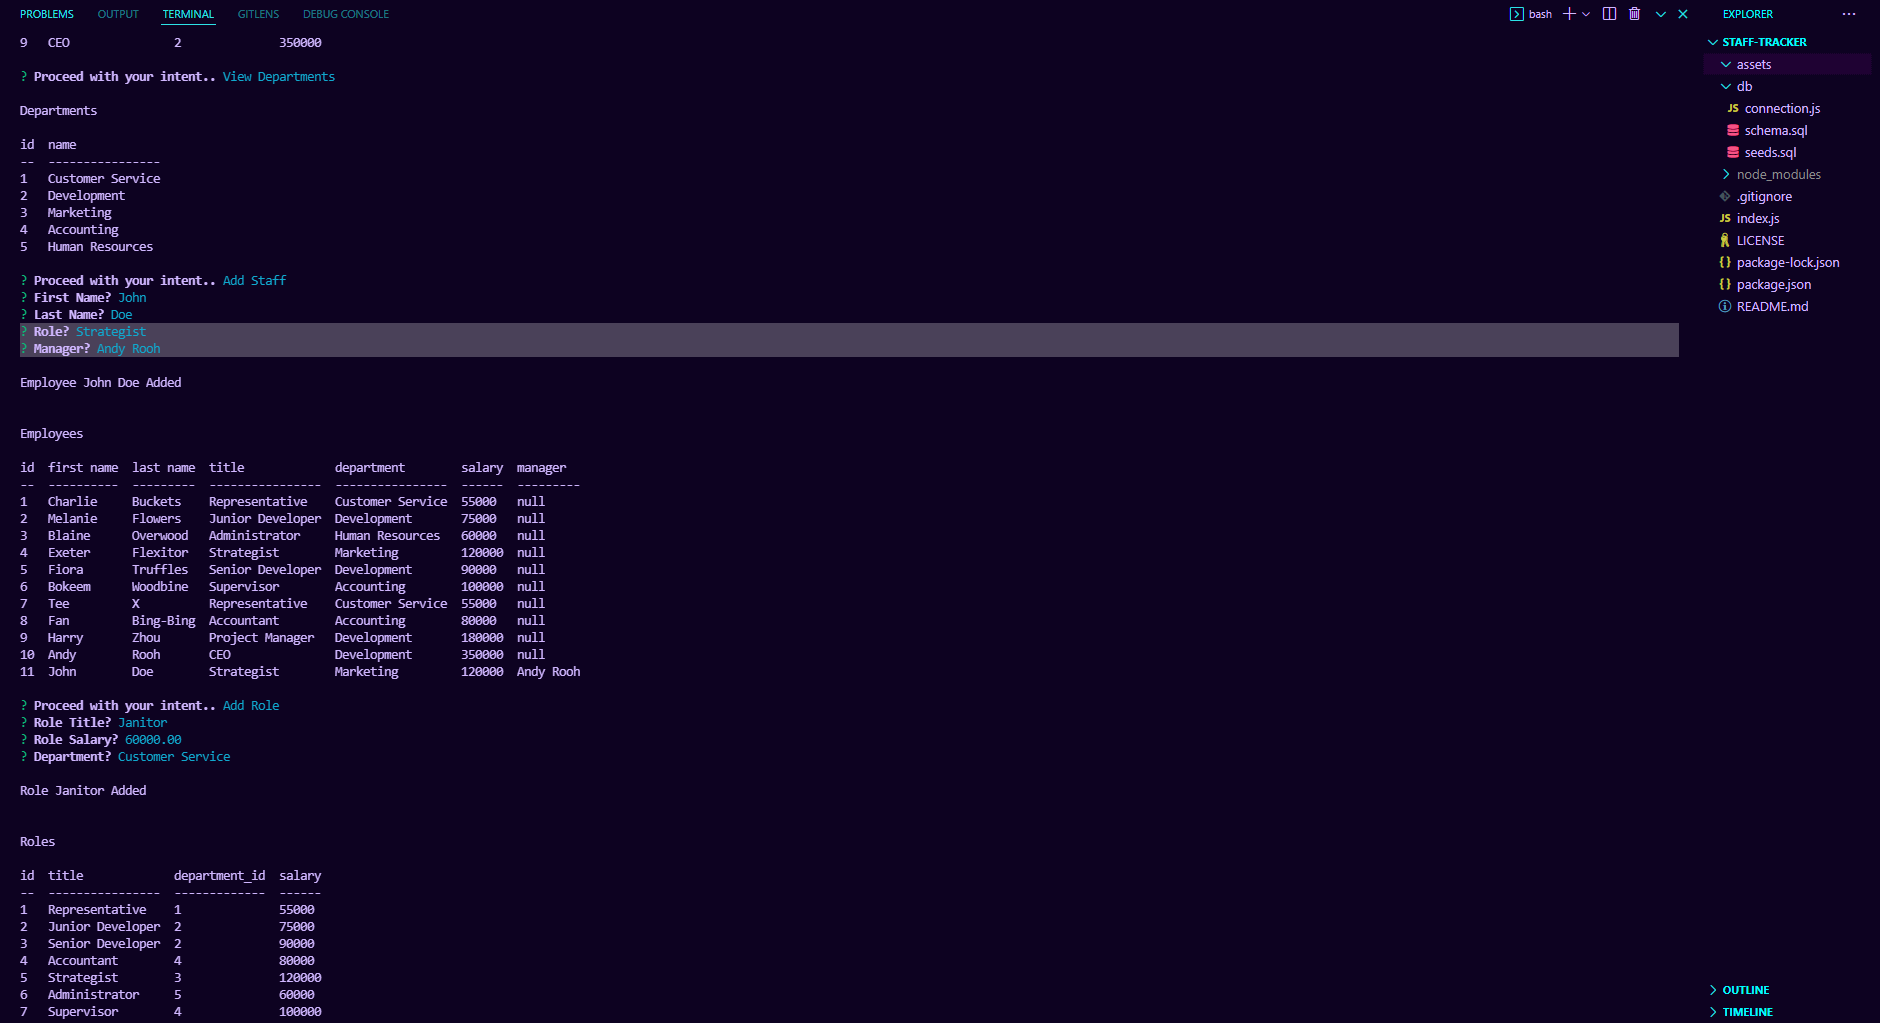 PROBLEMS OUTPUT TERMINAL GITLENS DEBUG CONSOLE
bash
9 CEO 2 350000
? Proceed with your intent.. View Departments
Departments
id name
-- ----------------
1 Customer Service
2 Development
3 Marketing
4 Accounting
5 Human Resources
? Proceed with your intent.. Add Staff
? First Name? John
? Last Name? Doe
? Role? Strategist
? Manager? Andy Rooh
Employee John Doe Added
Employees
id first name last name title department salary manager
-- ---------- --------- ---------------- ---------------- ------ ---------
1 Charlie Buckets Representative Customer Service 55000 null
2 Melanie Flowers Junior Developer Development 75000 null
3 Blaine Overwood Administrator Human Resources 60000 null
4 Exeter Flexitor Strategist Marketing 120000 null
5 Fiora Truffles Senior Developer Development 90000 null
6 Bokeem Woodbine Supervisor Accounting 100000 null
7 Tee X Representative Customer Service 55000 null
8 Fan Bing-Bing Accountant Accounting 80000 null
9 Harry Zhou Project Manager Development 180000 null
10 Andy Rooh CEO Development 350000 null
11 John Doe Strategist Marketing 120000 Andy Rooh
? Proceed with your intent.. Add Role
? Role Title? Janitor
? Role Salary? 60000.00
? Department? Customer Service
Role Janitor Added
Roles
id title department_id salary
-- ---------------- ------------- ------
1 Representative 1 55000
2 Junior Developer 2 75000
3 Senior Developer 2 90000
4 Accountant 4 80000
5 Strategist 3 120000
6 Administrator 5 60000
7 Supervisor 4 100000
EXPLORER ...
STAFF-TRACKER
assets
db
JS connection.js
schema.sql
seeds.sql
node_modules
.gitignore
JS index.js
LICENSE
{} package-lock.json
{} package.json
README.md
OUTLINE
TIMELINE